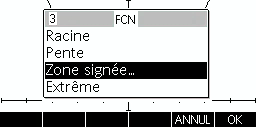 3 FCN
Racine
Pente
Zone signée...
Extrême
ANNUL OK